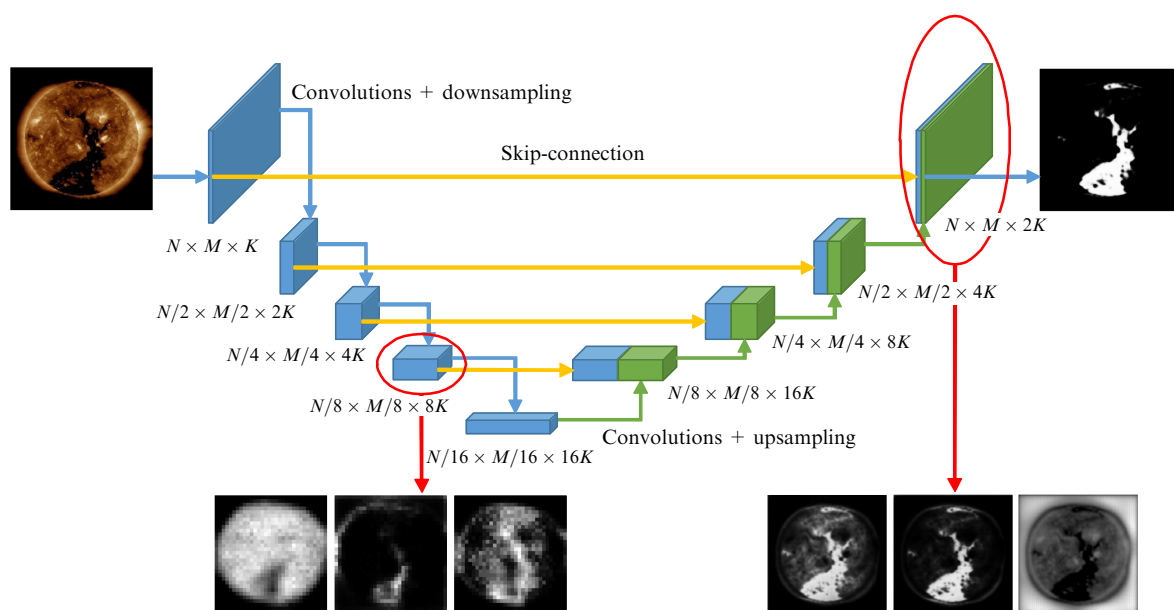 Convolutions + downsampling
Skip-connection
N × M × K
N × M × 2K
N/2 × M/2 × 2K
N/2 × M/2 × 4K
N/4 × M/4 × 4K
N/4 × M/4 × 8K
N/8 × M/8 × 8K
N/8 × M/8 × 16K
Convolutions + upsampling
N/16 × M/16 × 16K